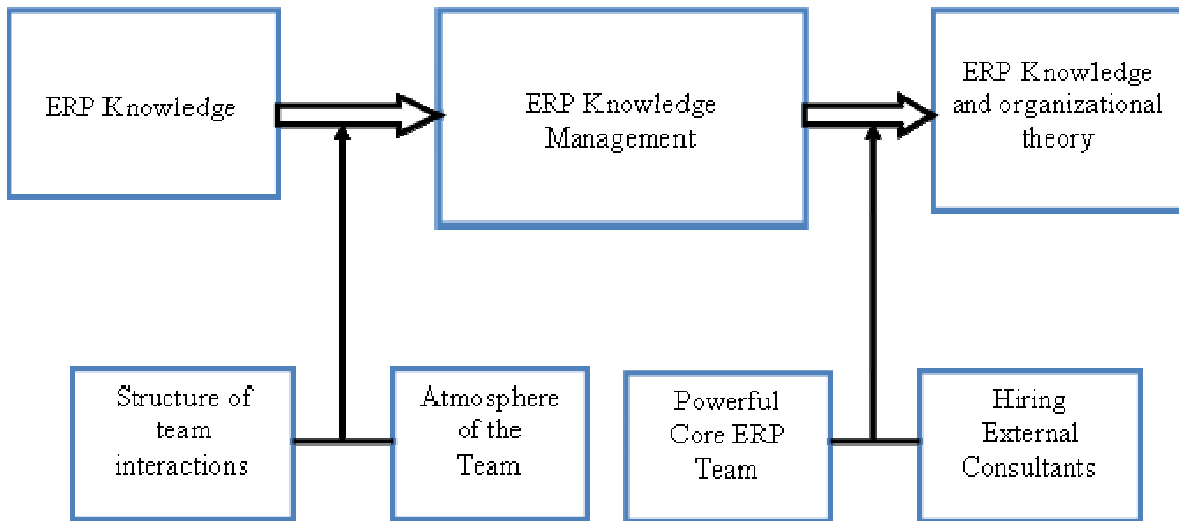 ERP Knowledge
ERP Knowledge
Management
ERP Knowledge
and organizational
theory
Structure of
team
interactions
Atmosphere
of the
Team
Powerful
Core ERP
Team
Hiring
External
Consultants